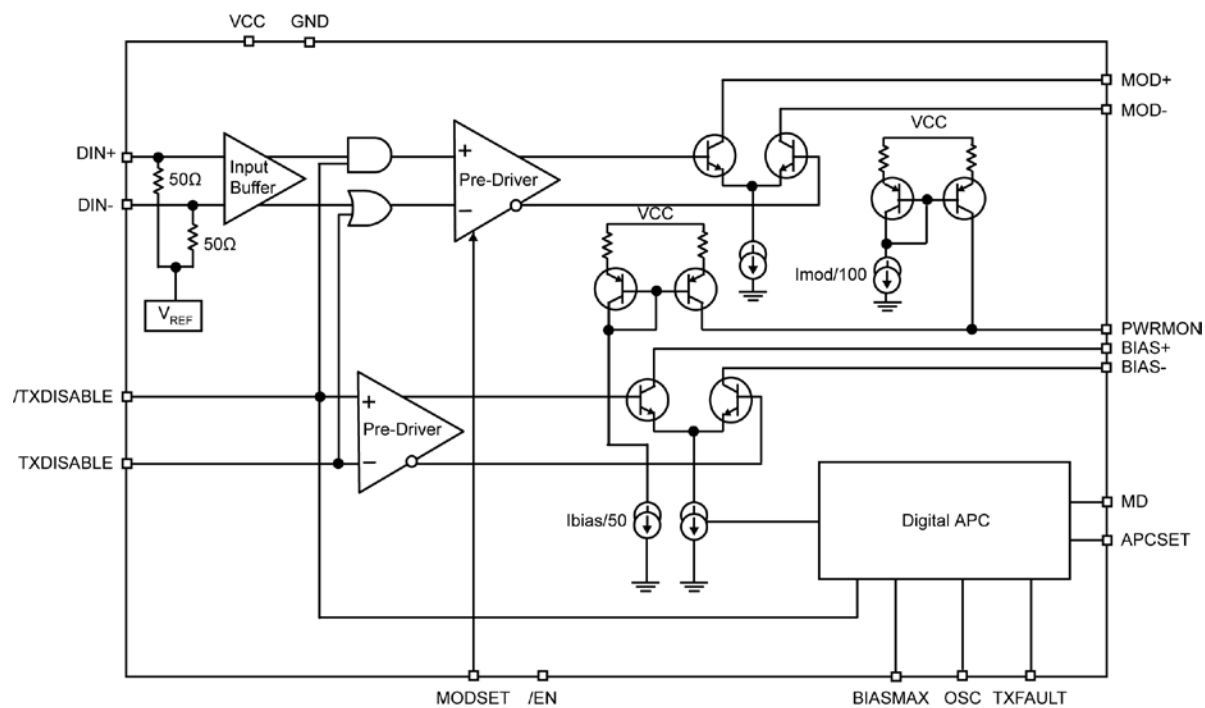 VCC GND
MOD+
MOD-
VCC
DIN+
50Ω
Input
Buffer
Pre-Driver
+
−
DIN-
50Ω
VCC
Imod/100
VREF
PWRMON
BIAS+
BIAS-
/TXDISABLE
+
Pre-Driver
−
TXDISABLE
Ibias/50
Digital APC
MD
APCSET
MODSET /EN BIASMAX OSC TXFAULT